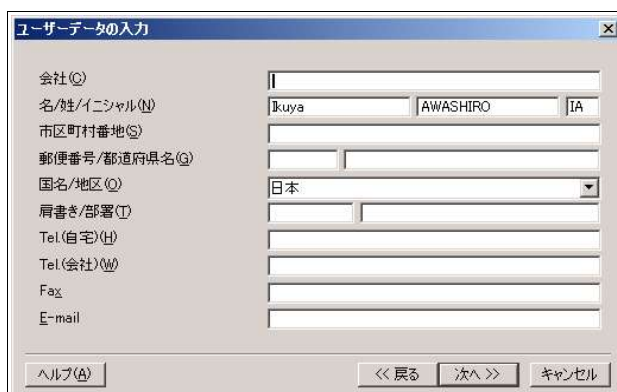 ユーザーデータの入力
会社(C)
名/姓/イニシャル(N) Ikuya AWASHIRO IA
市区町村番地(S)
郵便番号/都道府県名(G)
国名/地区(O) 日本
肩書き/部署(T)
Tel.(自宅)(H)
Tel.(会社)(W)
Fax
E-mail
ヘルプ(A) << 戻る 次へ >> キャンセル